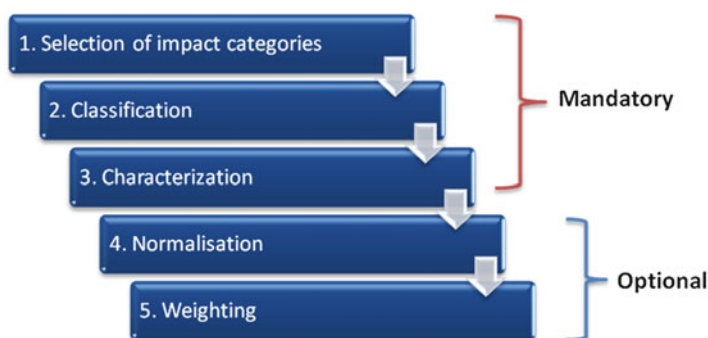 1. Selection of impact categories
2. Classification
3. Characterization
Mandatory
4. Normalisation
5. Weighting
Optional